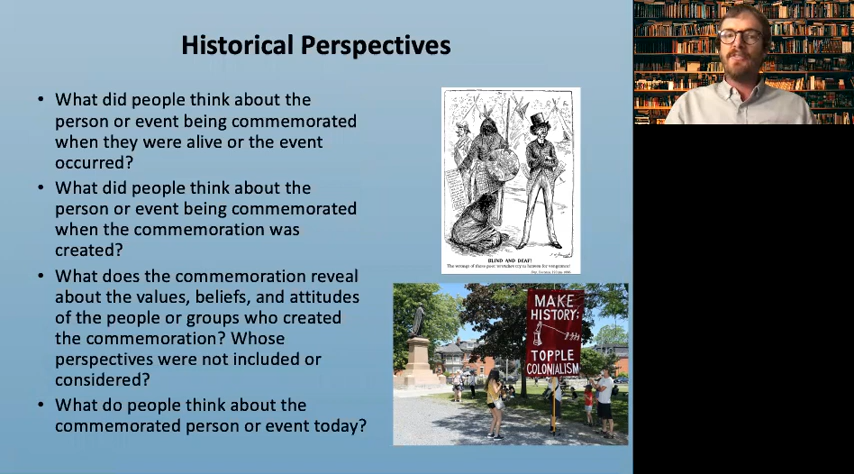 Historical Perspectives
• What did people think about the
person or event being commemorated
when they were alive or the event
occurred?
• What did people think about the
person or event being commemorated
when the commemoration was
created?
• What does the commemoration reveal
about the values, beliefs, and attitudes
of the people or groups who created
the commemoration? Whose
perspectives were not included or
considered?
• What do people think about the
commemorated person or event today?
BLIND AND DEAF!
MAKE
HISTORY:
TOPPLE
COLONIALISM